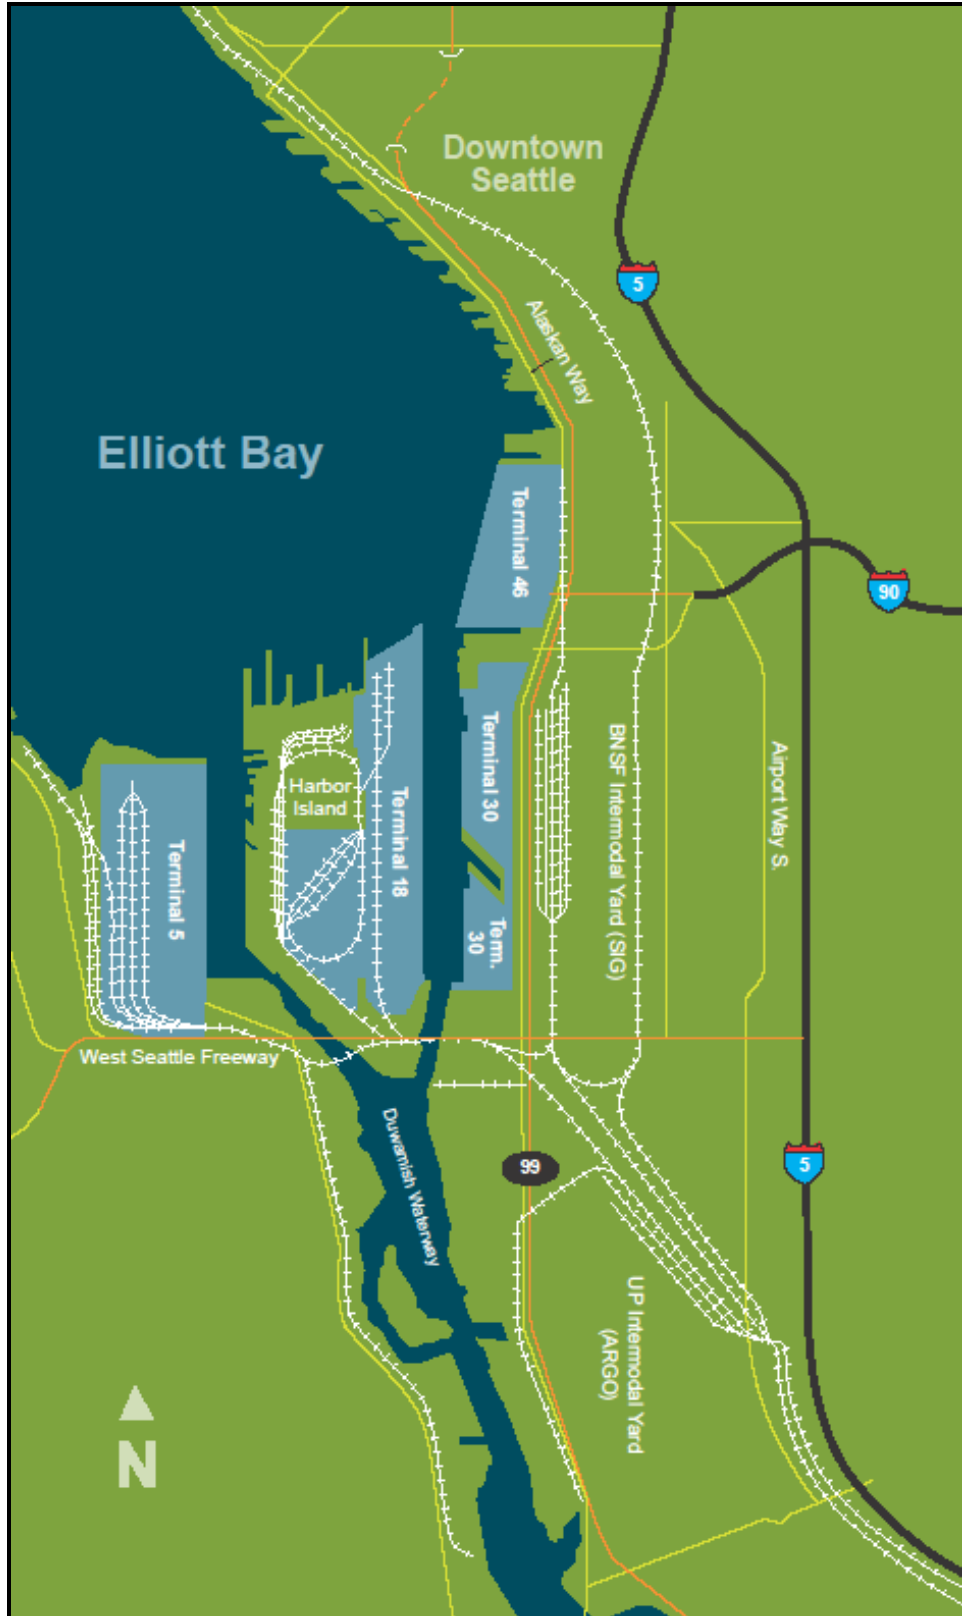 Downtown
Seattle
5
Alaskan Way
Elliott Bay
Terminal 46
90
Terminal 30
BNSF Intermodal Yard (SIG)
Airport Way S.
Harbor
Island
Terminal 18
Terminal 5
Term.
30
West Seattle Freeway
Duwamish Waterway
99
5
UP Intermodal Yard
(ARGO)
N